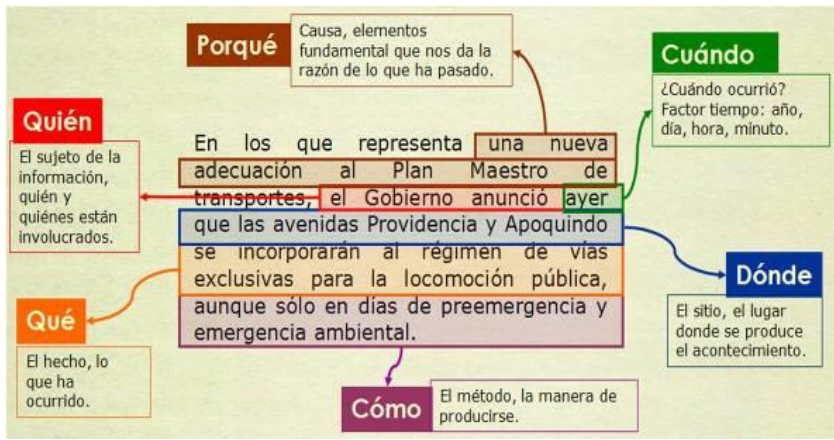 Porqué
Causa, elementos
fundamental que nos da la
razón de lo que ha pasado.
Cuándo
¿Cuándo ocurrió?
Factor tiempo: año,
día, hora, minuto.
Quién
El sujeto de la
información,
quién y
quiénes están
involucrados.
En los que representa una nueva
adecuación al Plan Maestro de
transportes, el Gobierno anunció ayer
que las avenidas Providencia y Apoquindo
se incorporarán al régimen de vías
exclusivas para la locomoción pública,
aunque sólo en días de preemergencia y
emergencia ambiental.
Dónde
El sitio, el lugar
donde se produce
el acontecimiento.
Qué
El hecho, lo
que ha
ocurrido.
Cómo
El método, la manera de
producirse.